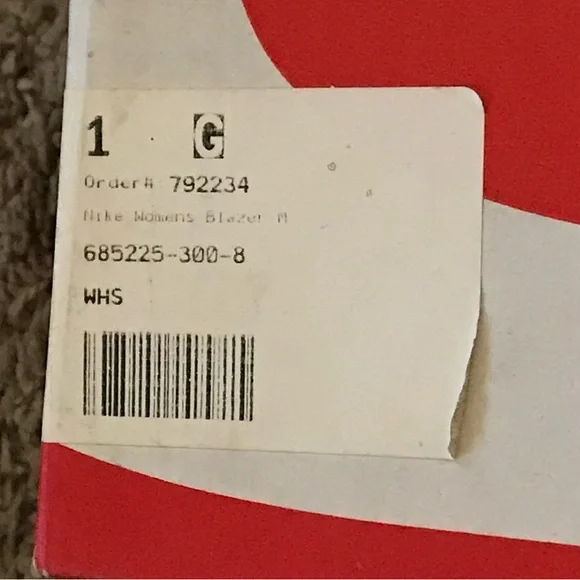 1 G
Order#: 792234
Nike Womens Blazer M
685225-300-8
WHS